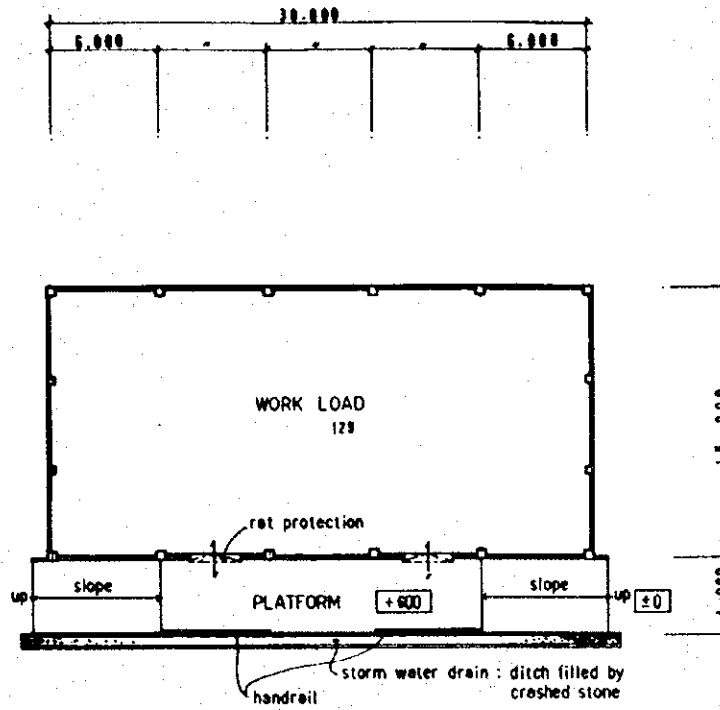 30.000
6.000 " " " 6.000
WORK LOAD
129
rat protection
up slope slope up ±0
PLATFORM +600
storm water drain : ditch filled by
crashed stone
handrail